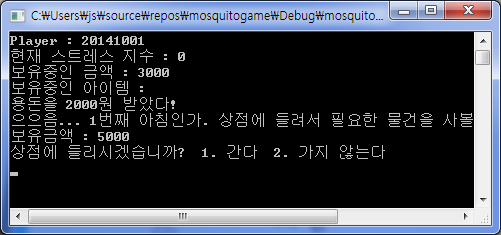 C:₩Users₩js₩source₩repos₩mosquitogame₩Debug₩mosquito...
Player : 20141001
현재 스트레스 지수 : 0
보유중인 금액 : 3000
보유중인 아이템 :
용돈을 2000원 받았다!
으으음... 1번째 아침인가. 상점에 들려서 필요한 물건을 사볼
보유금액 : 5000
상점에 들리시겠습니까? 1. 간다 2. 가지 않는다